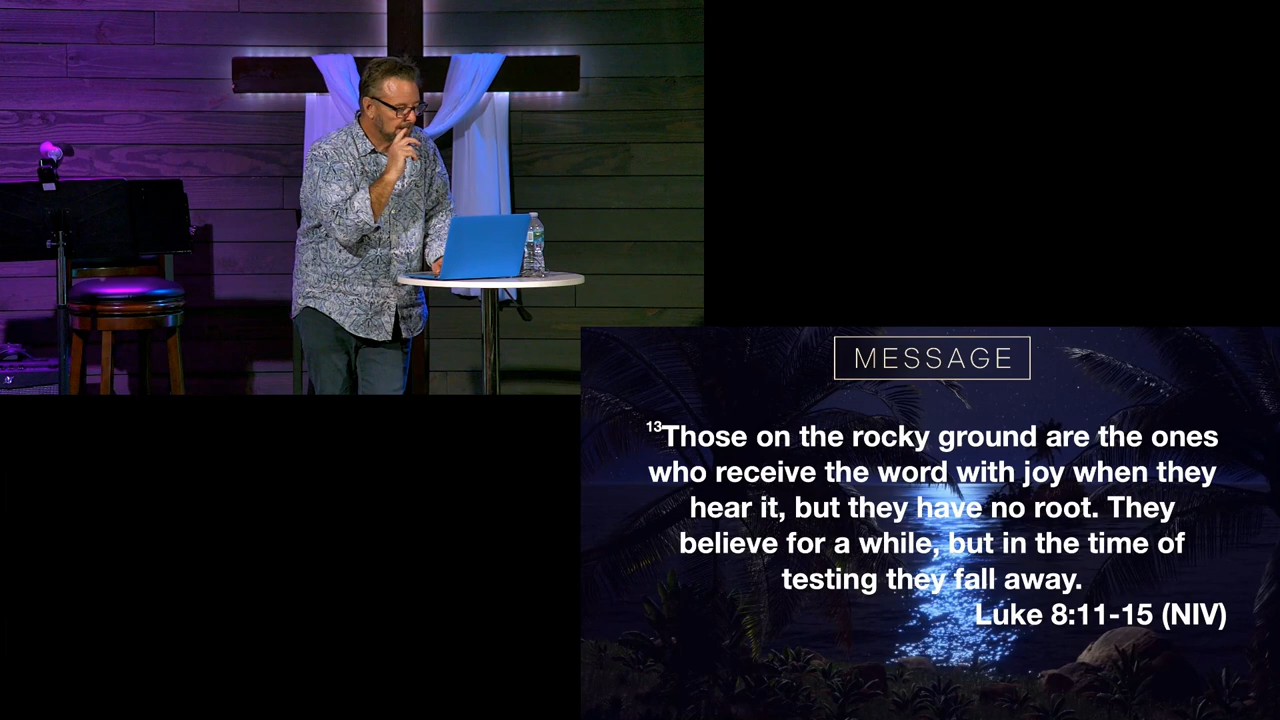 MESSAGE
¹³Those on the rocky ground are the ones
who receive the word with joy when they
hear it, but they have no root. They
believe for a while, but in the time of
testing they fall away.
Luke 8:11-15 (NIV)